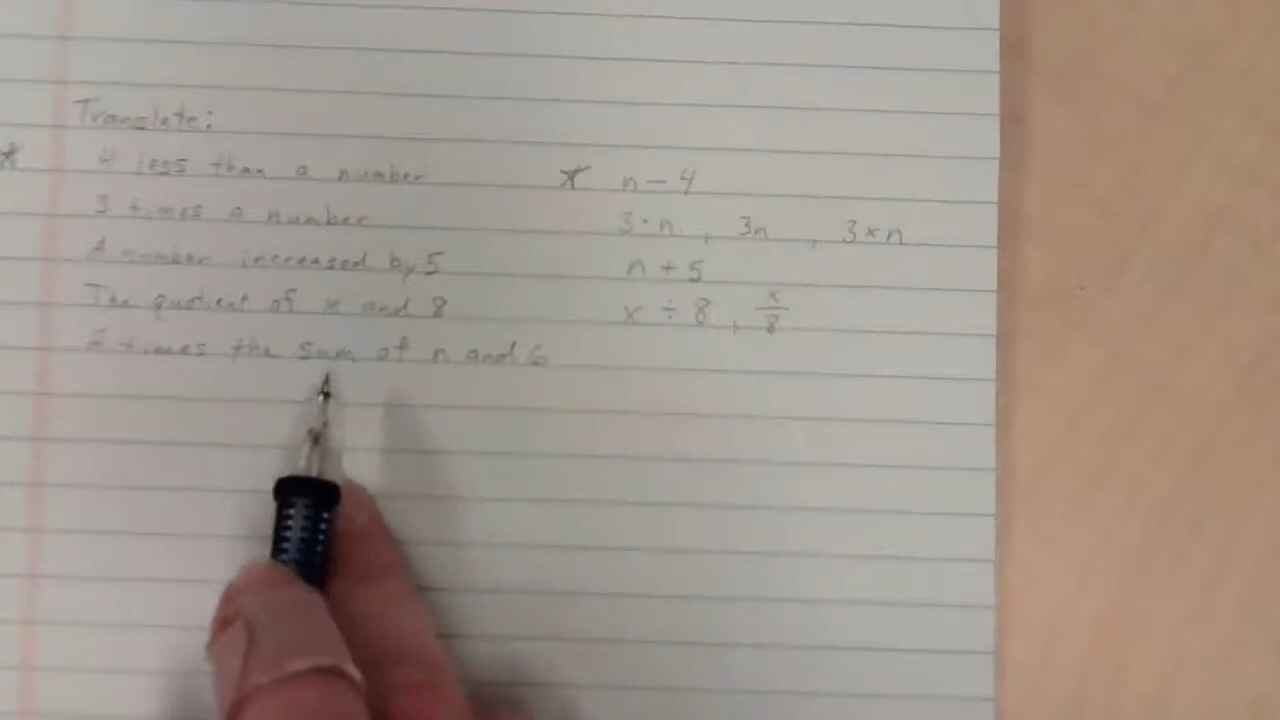 Translate:
* 4 less than a number * n - 4
3 times a number 3 · n , 3n , 3 × n
A number increased by 5 n + 5
The quotient of x and 8 x ÷ 8 , x/8
2 times the sum of n and 6